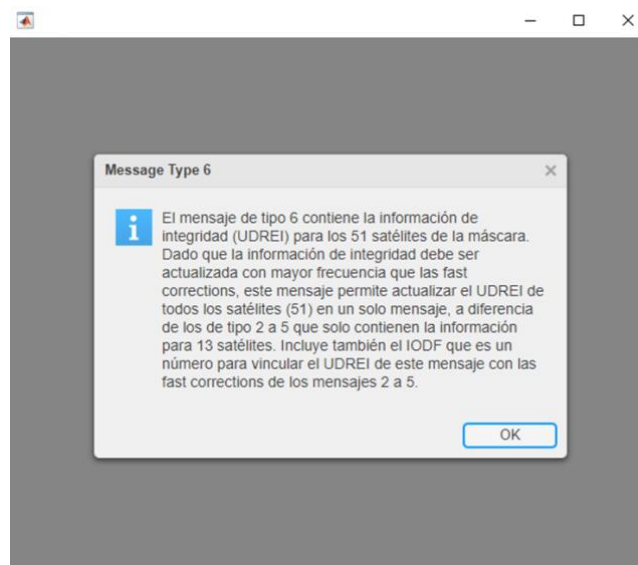 Message Type 6
El mensaje de tipo 6 contiene la información de
integridad (UDREI) para los 51 satélites de la máscara.
Dado que la información de integridad debe ser
actualizada con mayor frecuencia que las fast
corrections, este mensaje permite actualizar el UDREI de
todos los satélites (51) en un solo mensaje, a diferencia
de los de tipo 2 a 5 que solo contienen la información
para 13 satélites. Incluye también el IODF que es un
número para vincular el UDREI de este mensaje con las
fast corrections de los mensajes 2 a 5.
OK